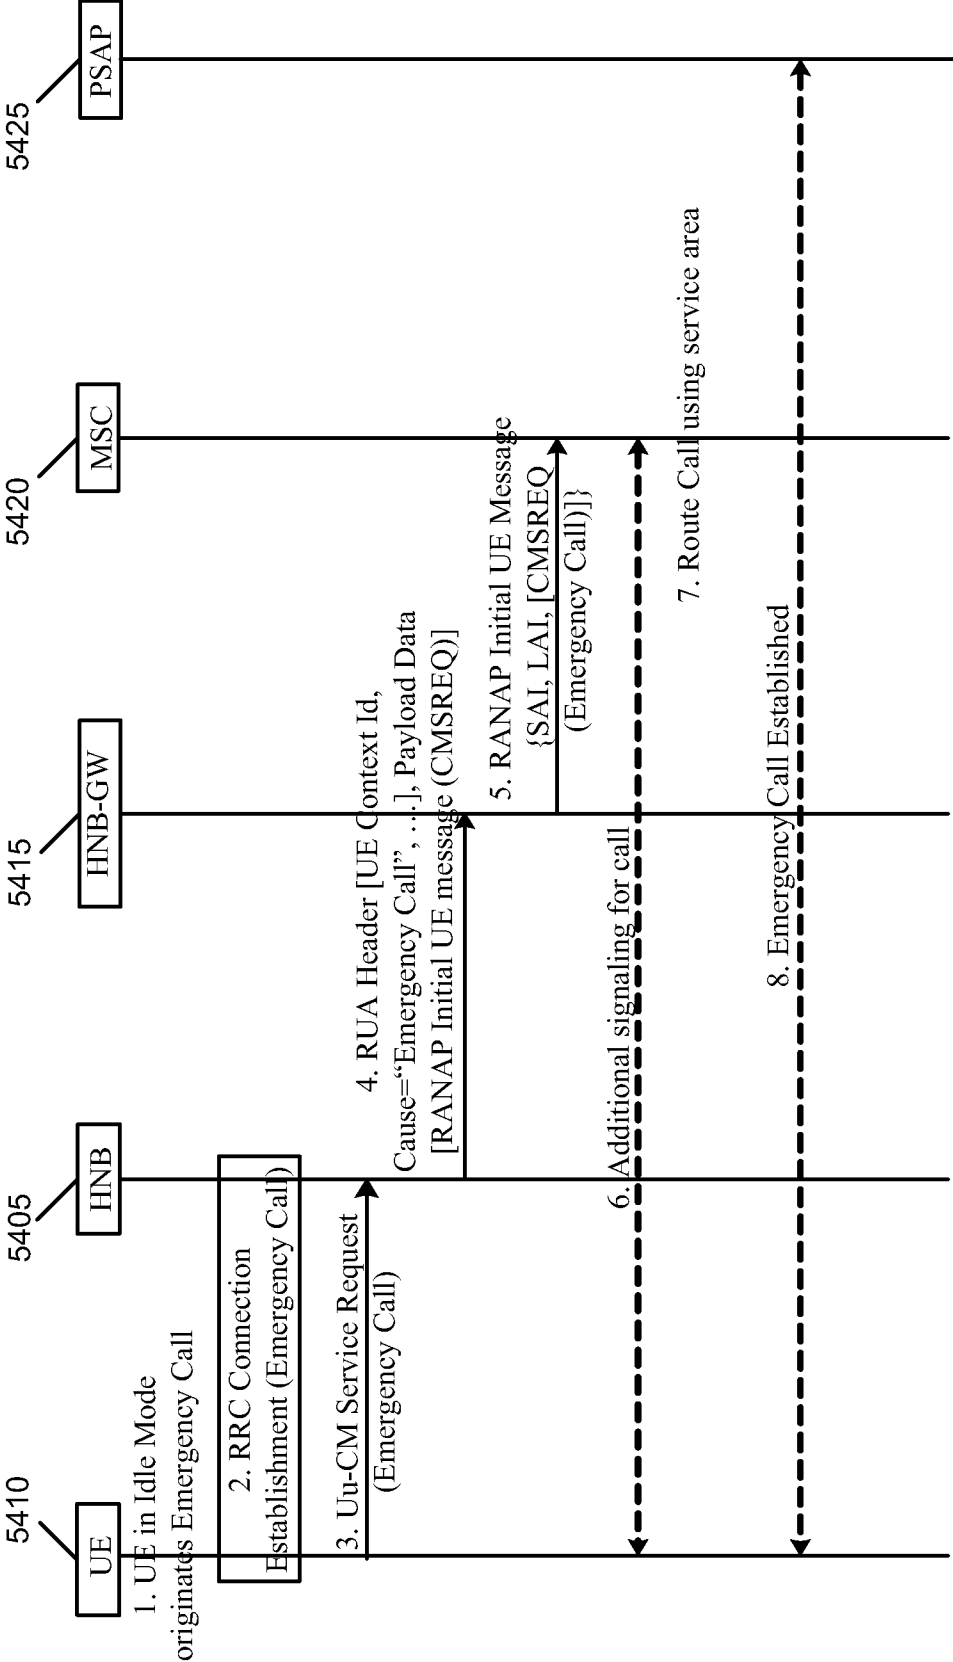 5410
5405
5415
5420
5425
UE
HNB
HNB-GW
MSC
PSAP
1. UE in Idle Mode
originates Emergency Call
2. RRC Connection
Establishment (Emergency Call)
3. Uu-CM Service Request
(Emergency Call)
4. RUA Header [UE Context Id,
Cause=“Emergency Call”, …], Payload Data
[RANAP Initial UE message (CMSREQ)]
5. RANAP Initial UE Message
{SAI, LAI, [CMSREQ
(Emergency Call)]}
6. Additional signaling for call
7. Route Call using service area
8. Emergency Call Established